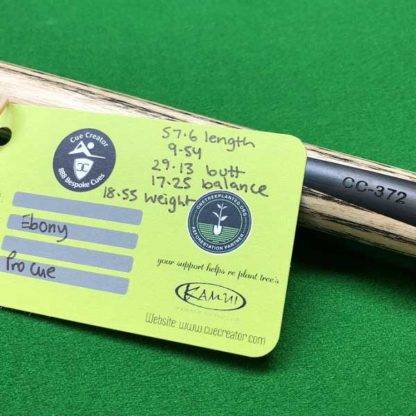 Cue Creator
BBB Bespoke Cues
57.6 length
9.54
29.13 butt
17.25 balance
18.55 weight
ONETREEPLANTED.ORG
REFORESTATION PARTNER
Ebony
Pro Cue
your support helps re plant tree's
KAMUI
Website: www.cuecreator.com
CC-372